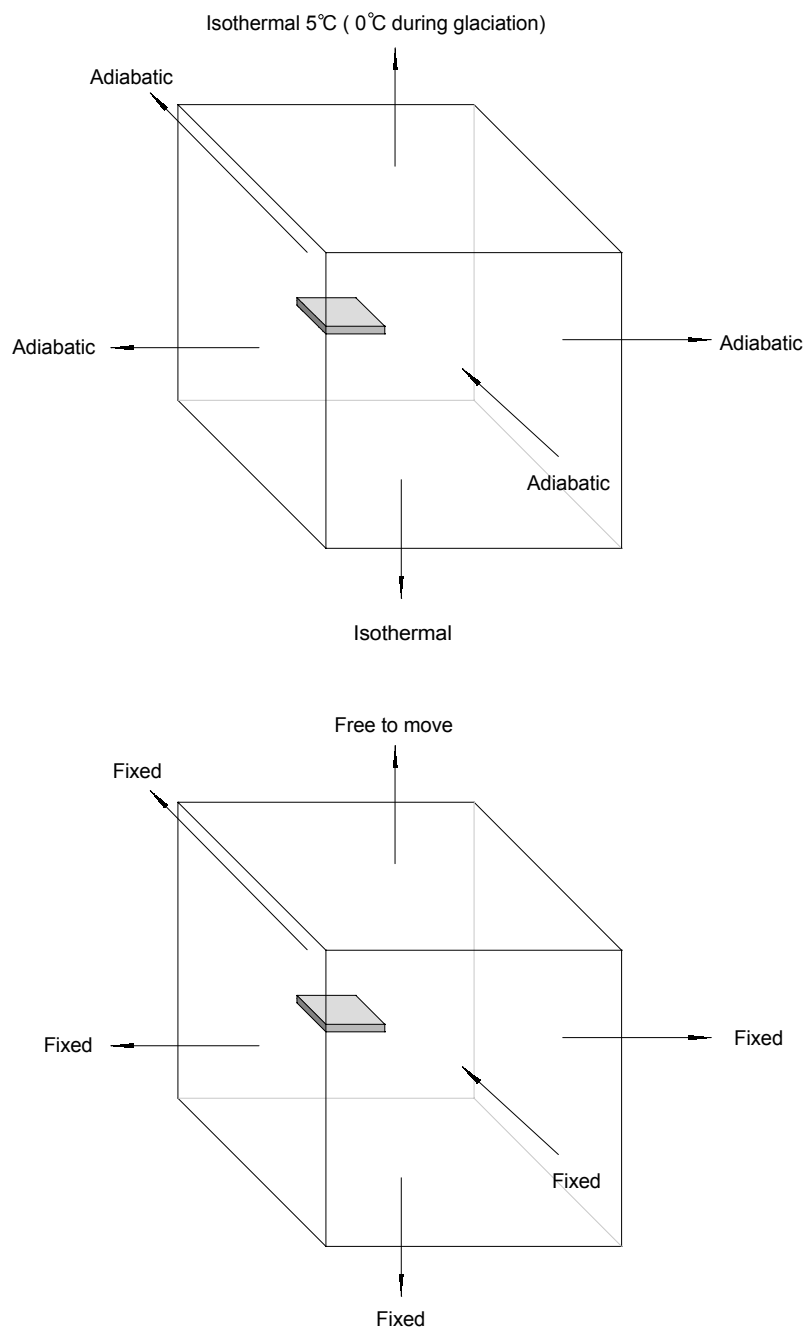 Isothermal 5℃ ( 0℃ during glaciation)
Adiabatic
Adiabatic
Adiabatic
Adiabatic
Isothermal
Free to move
Fixed
Fixed
Fixed
Fixed
Fixed